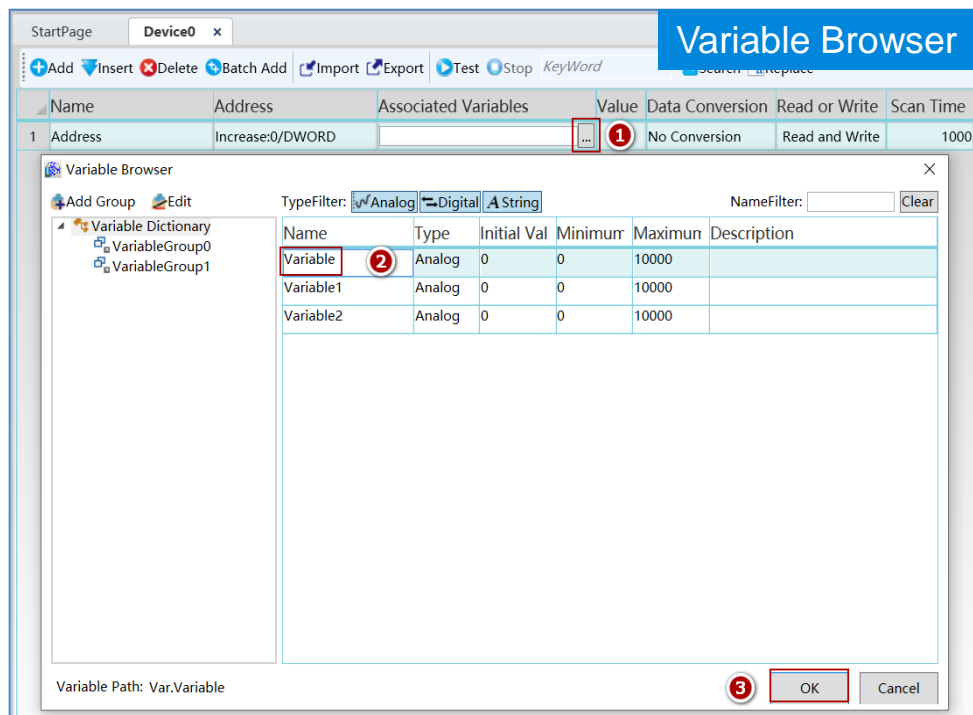 StartPage Device0 ×
Variable Browser
Add Insert Delete Batch Add Import Export Test Stop KeyWord Search Replace
Name Address Associated Variables Value Data Conversion Read or Write Scan Time
1 Address Increase:0/DWORD ... 1 No Conversion Read and Write 1000
Variable Browser ×
Add Group Edit TypeFilter: Analog Digital A String NameFilter: Clear
Variable Dictionary
VariableGroup0
VariableGroup1
Name Type Initial Val Minimum Maximum Description
Variable 2 Analog 0 0 10000
Variable1 Analog 0 0 10000
Variable2 Analog 0 0 10000
Variable Path: Var.Variable 3 OK Cancel